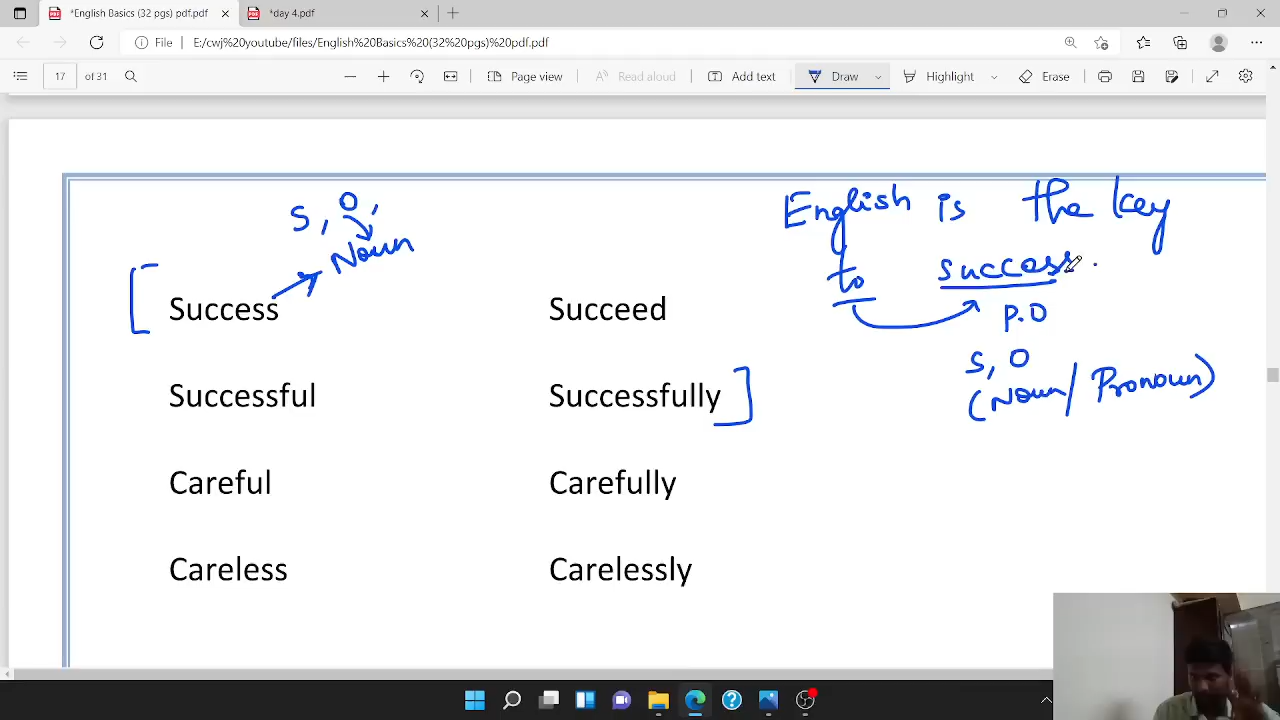 *English Basics (32 pgs) pdf.pdf
*day 4.pdf
File E:/cwj%20youtube/files/English%20Basics%20(32%20pgs)%20pdf.pdf
17 of 31 Page view Read aloud Add text Draw Highlight Erase
S, O,
Noun
English is the key
to success.
P.O
S, O
(Noun/Pronoun)
Success Succeed
Successful Successfully
Careful Carefully
Careless Carelessly